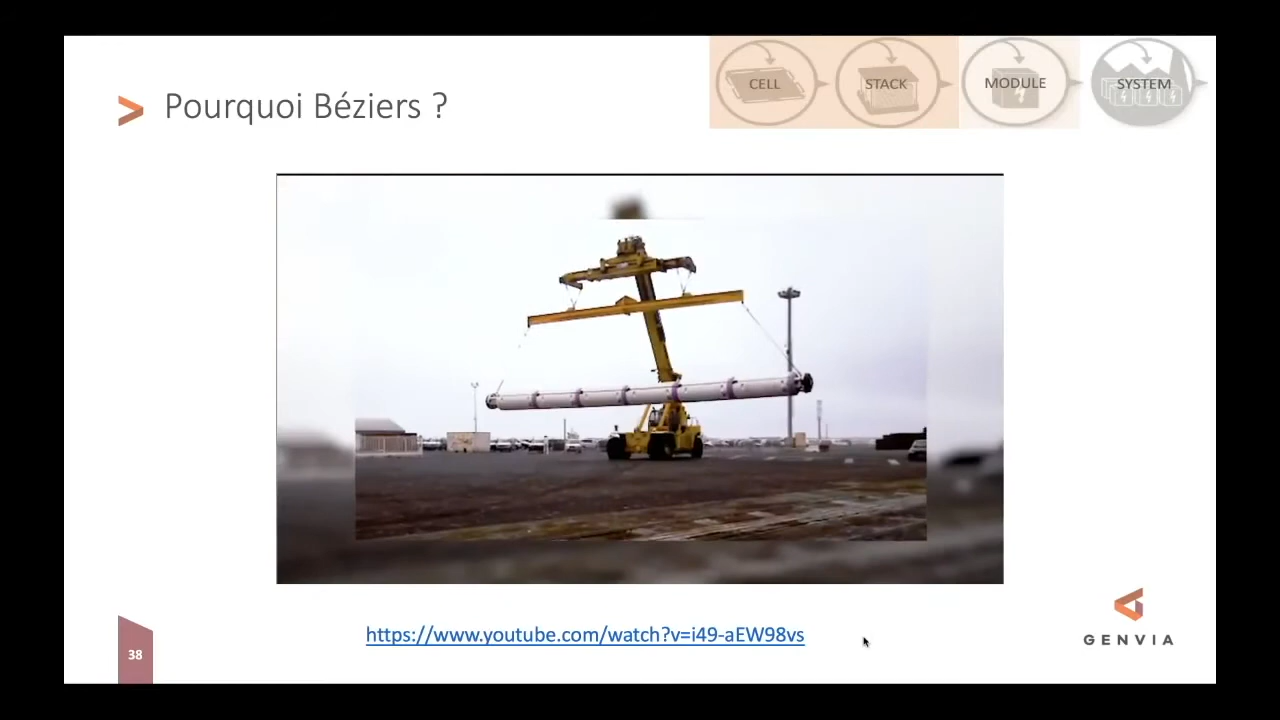 CELL
STACK
MODULE
SYSTEM
Pourquoi Béziers ?
https://www.youtube.com/watch?v=i49-aEW98vs
GENVIA
38